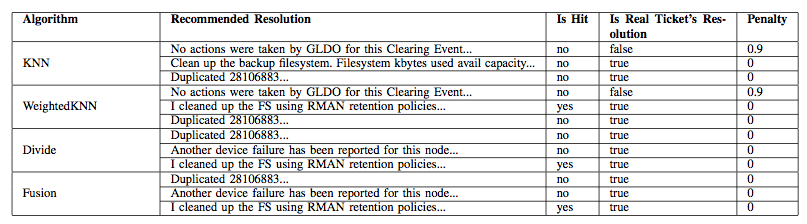 Algorithm Recommended Resolution Is Hit Is Real Ticket's Res-
olution Penalty
KNN
No actions were taken by GLDO for this Clearing Event... no false 0.9
Clean up the backup filesystem. Filesystem kbytes used avail capacity... no true 0
Duplicated 28106883... no true 0
WeightedKNN
No actions were taken by GLDO for this Clearing Event... no false 0.9
I cleaned up the FS using RMAN retention policies... yes true 0
Duplicated 28106883... no true 0
Divide
Duplicated 28106883... no true 0
Another device failure has been reported for this node... no true 0
I cleaned up the FS using RMAN retention policies... yes true 0
Fusion
Duplicated 28106883... no true 0
Another device failure has been reported for this node... no true 0
I cleaned up the FS using RMAN retention policies... yes true 0